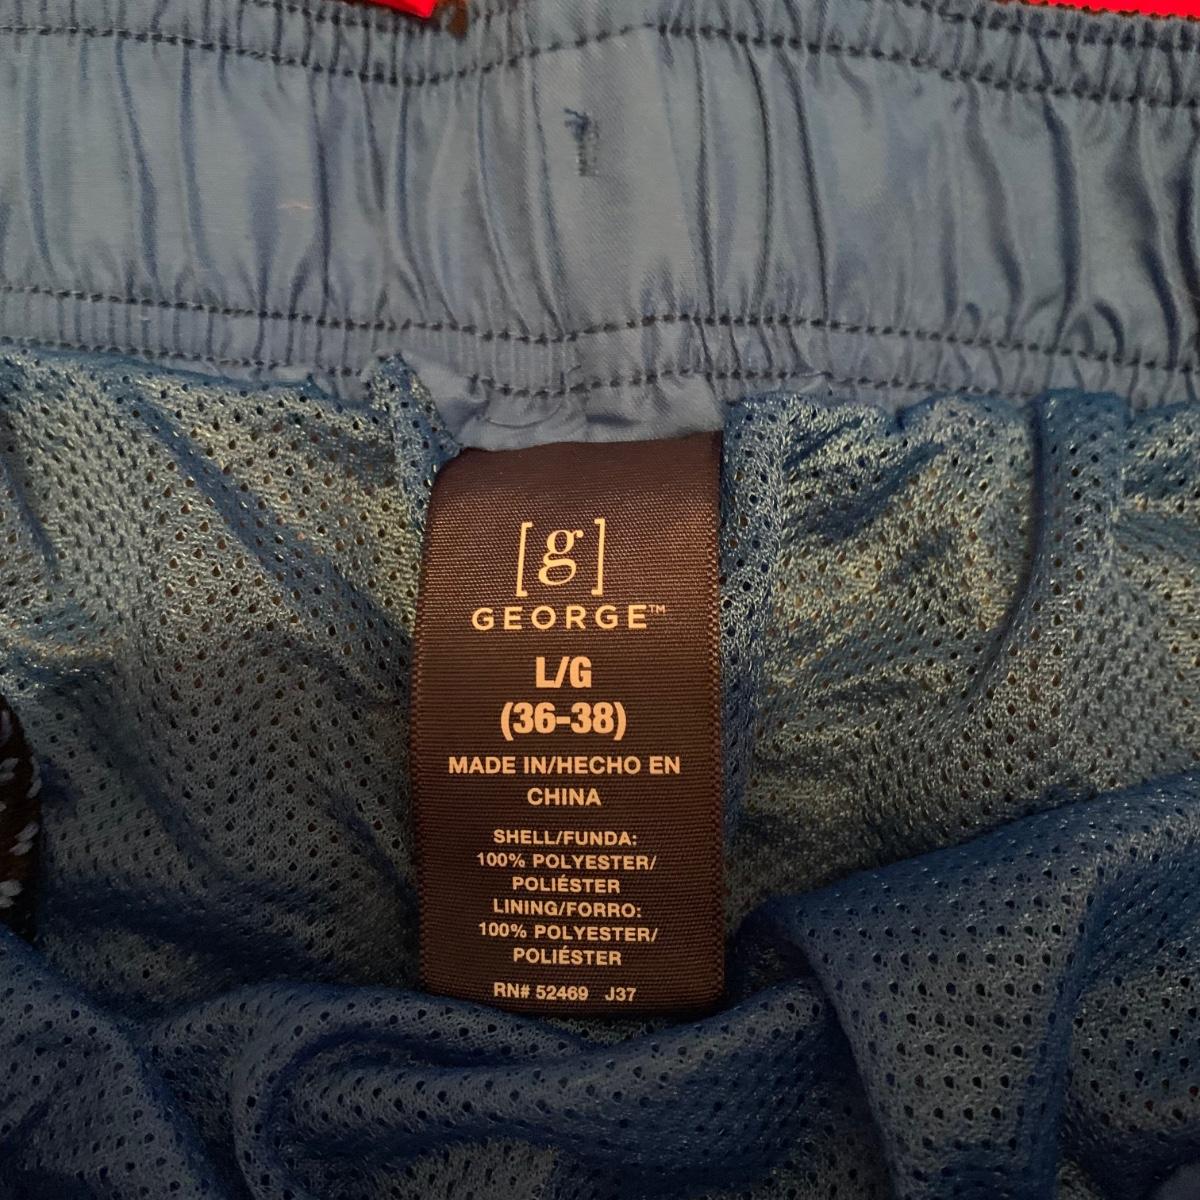 [g]
GEORGE™
L/G
(36-38)
MADE IN/HECHO EN
CHINA
SHELL/FUNDA:
100% POLYESTER/
POLIÉSTER
LINING/FORRO:
100% POLYESTER/
POLIÉSTER
RN# 52469 J37